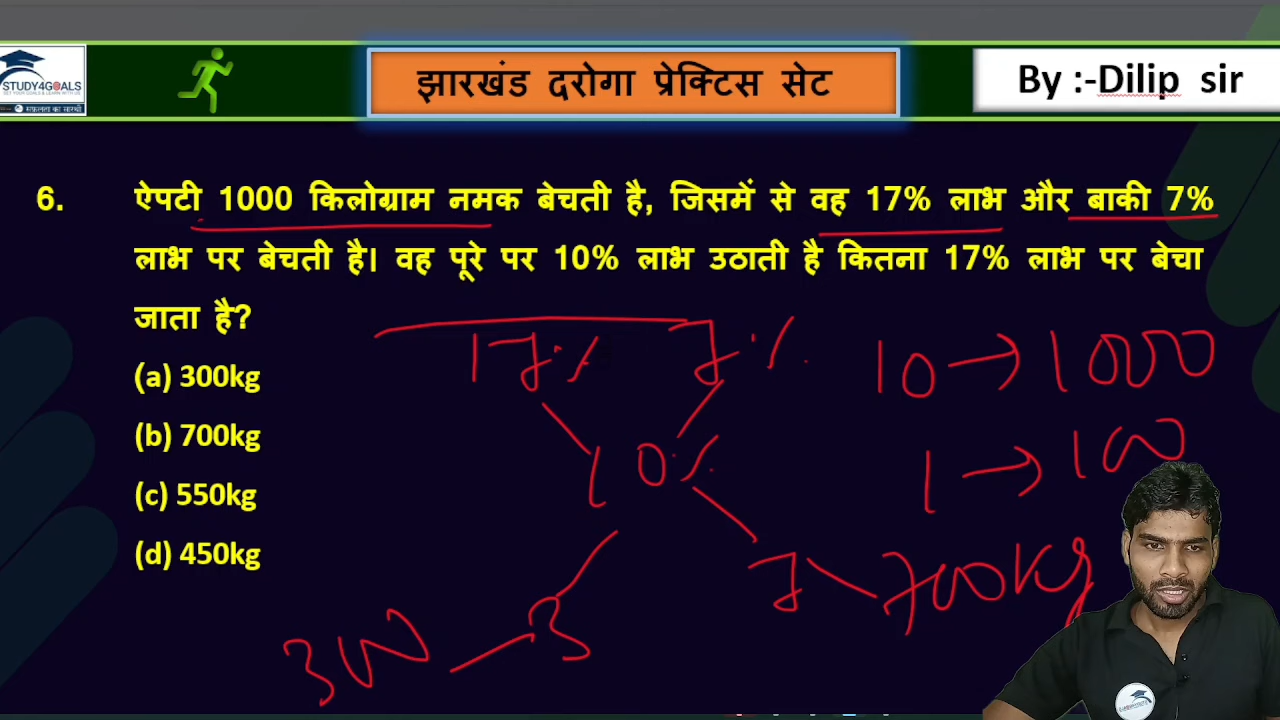 STUDY4GOALS
सफलता का सारथी
झारखंड दरोगा प्रेक्टिस सेट
By :-Dilip sir
6. ऐपटी 1000 किलोग्राम नमक बेचती है, जिसमें से वह 17% लाभ और बाकी 7%
लाभ पर बेचती है। वह पूरे पर 10% लाभ उठाती है कितना 17% लाभ पर बेचा
जाता है?
(a) 300kg
(b) 700kg
(c) 550kg
(d) 450kg
17% 7%
10%
3 7
300 700kg
10 → 1000
1 → 100